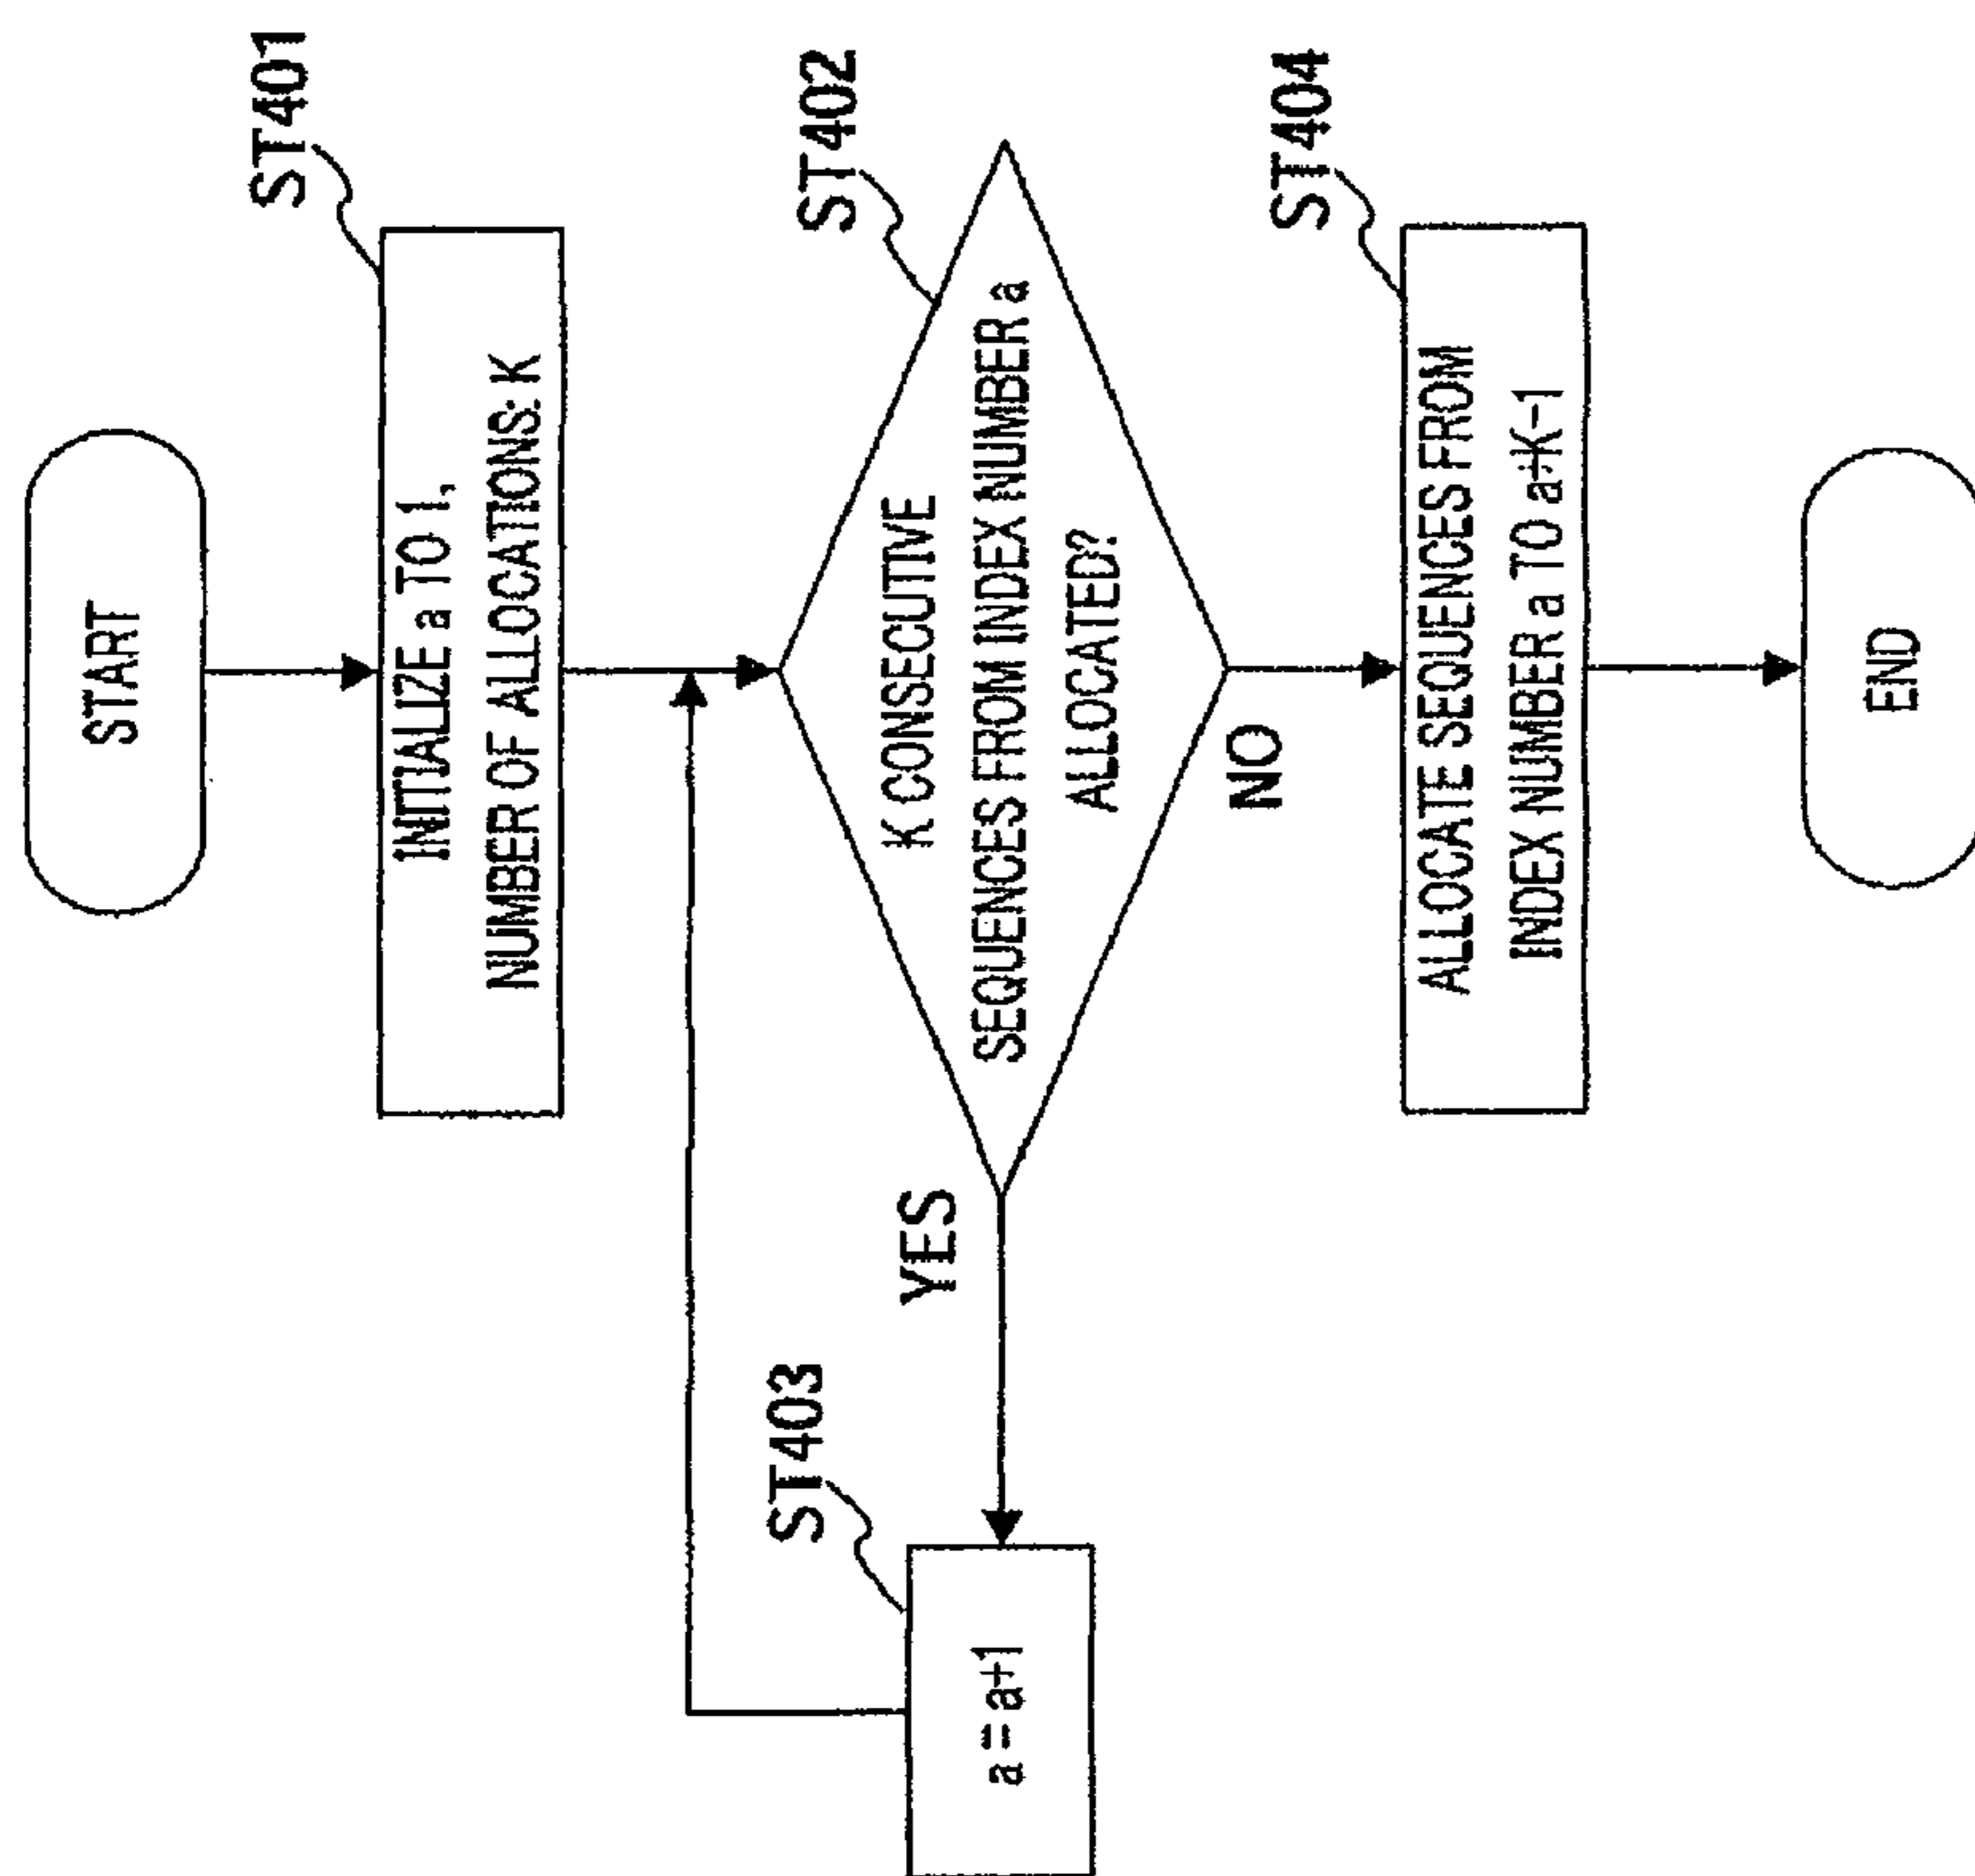 START
ST401
INITIALIZE a TO 1,
NUMBER OF ALLOCATIONS: K
ST402
K CONSECUTIVE
SEQUENCES FROM INDEX NUMBER a
ALLOCATED?
YES
ST403
a = a+1
NO
ST404
ALLOCATE SEQUENCES FROM
INDEX NUMBER a TO a+K-1
END